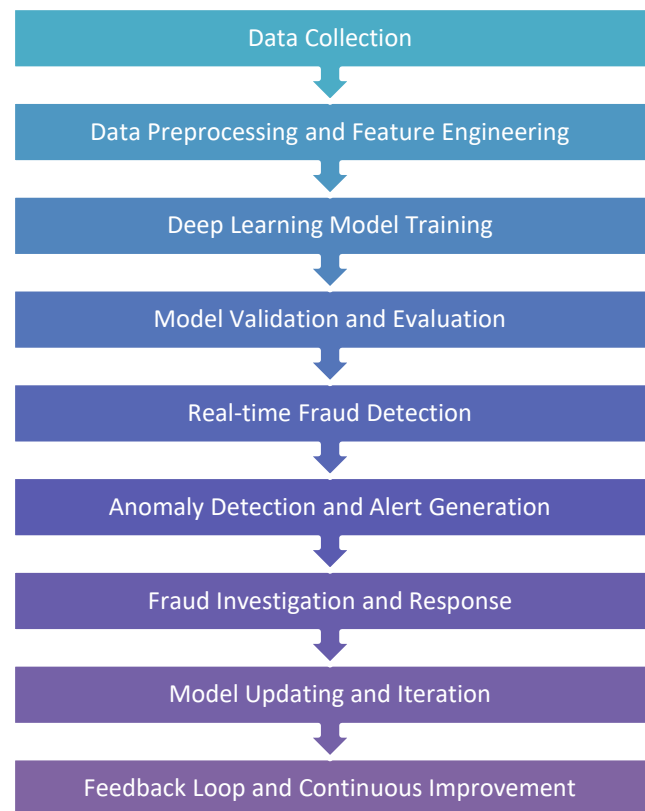 Data Collection
Data Preprocessing and Feature Engineering
Deep Learning Model Training
Model Validation and Evaluation
Real-time Fraud Detection
Anomaly Detection and Alert Generation
Fraud Investigation and Response
Model Updating and Iteration
Feedback Loop and Continuous Improvement